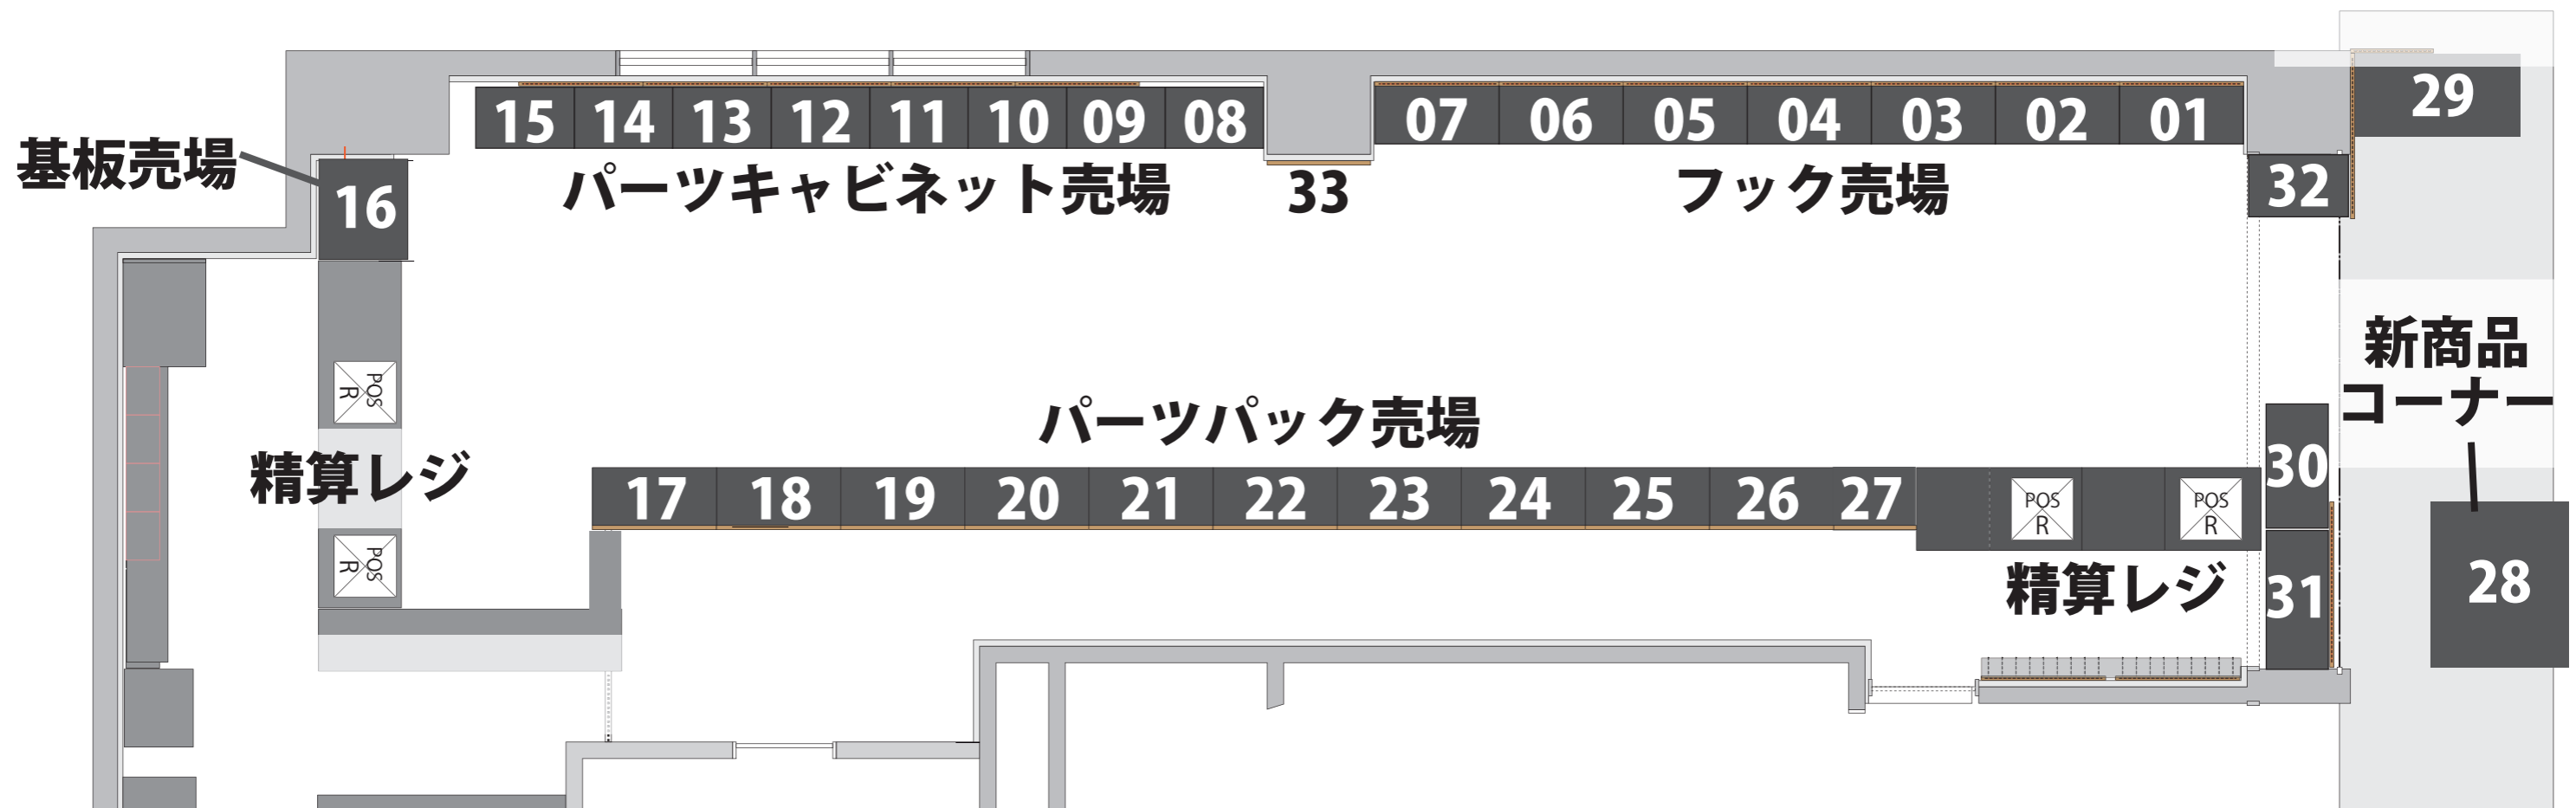 29
15 14 13 12 11 10 09 08
07 06 05 04 03 02 01
基板売場
16
パーツキャビネット売場
33
フック売場
32
新商品
コーナー
POS
R
パーツパック売場
精算レジ
30
17 18 19 20 21 22 23 24 25 26 27
POS
R
POS
R
POS
R
精算レジ
31
28